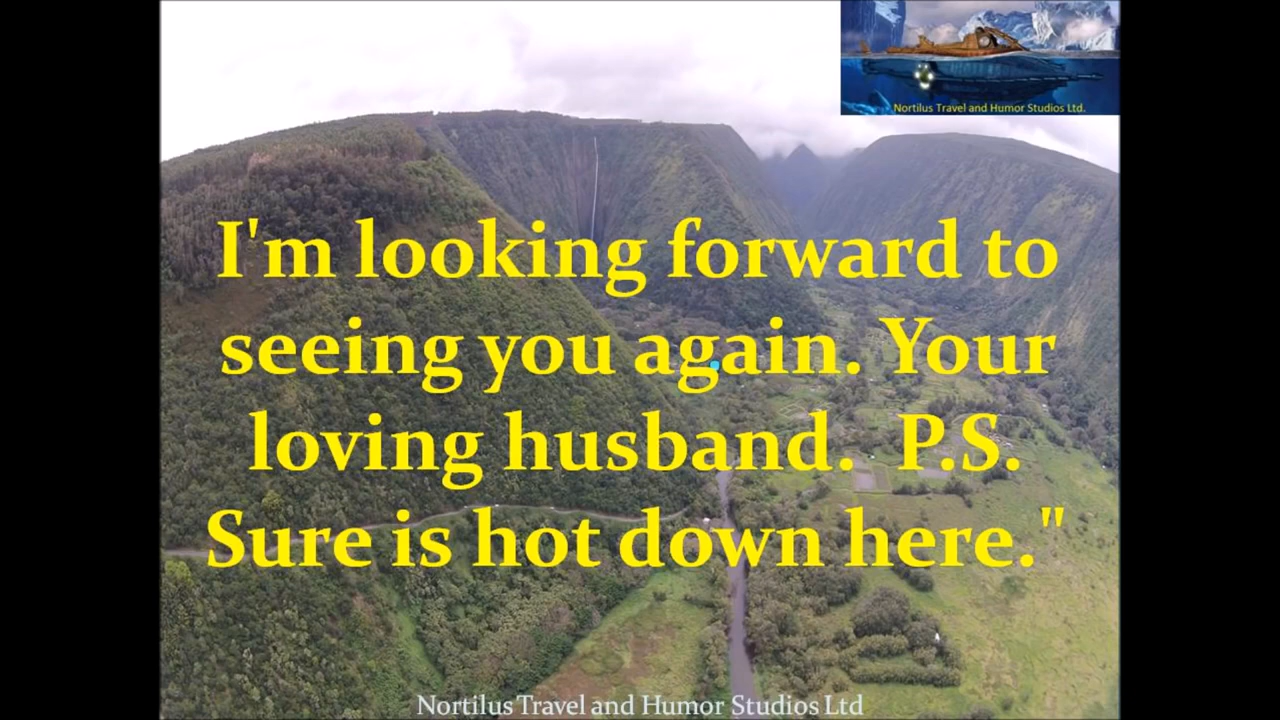 Nortilus Travel and Humor Studios Ltd.
I'm looking forward to
seeing you again. Your
loving husband.  P.S.
Sure is hot down here."
Nortilus Travel and Humor Studios Ltd